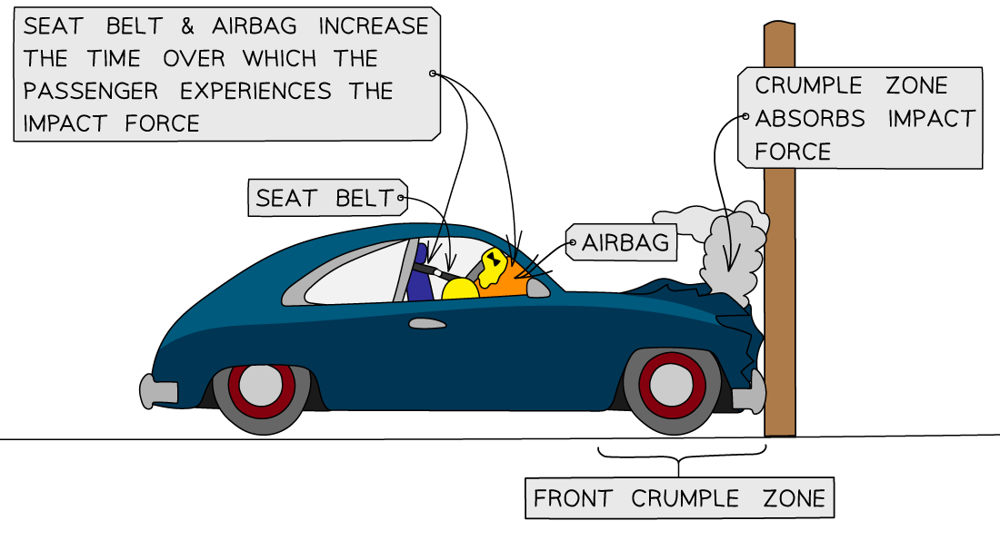 SEAT BELT & AIRBAG INCREASE
THE TIME OVER WHICH THE
PASSENGER EXPERIENCES THE
IMPACT FORCE
CRUMPLE ZONE
ABSORBS IMPACT
FORCE
SEAT BELT
AIRBAG
FRONT CRUMPLE ZONE